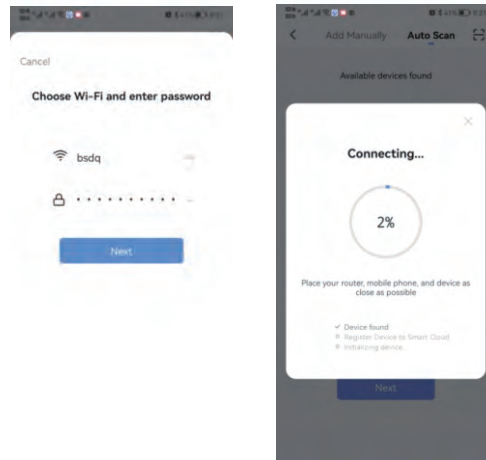 Cancel
Choose Wi-Fi and enter password
bsdq
Next
Add Manually Auto Scan
Available devices found
Connecting...
2%
Place your router, mobile phone, and device as
close as possible
Device found
Register Device to Smart Cloud
Initializing device.
Next